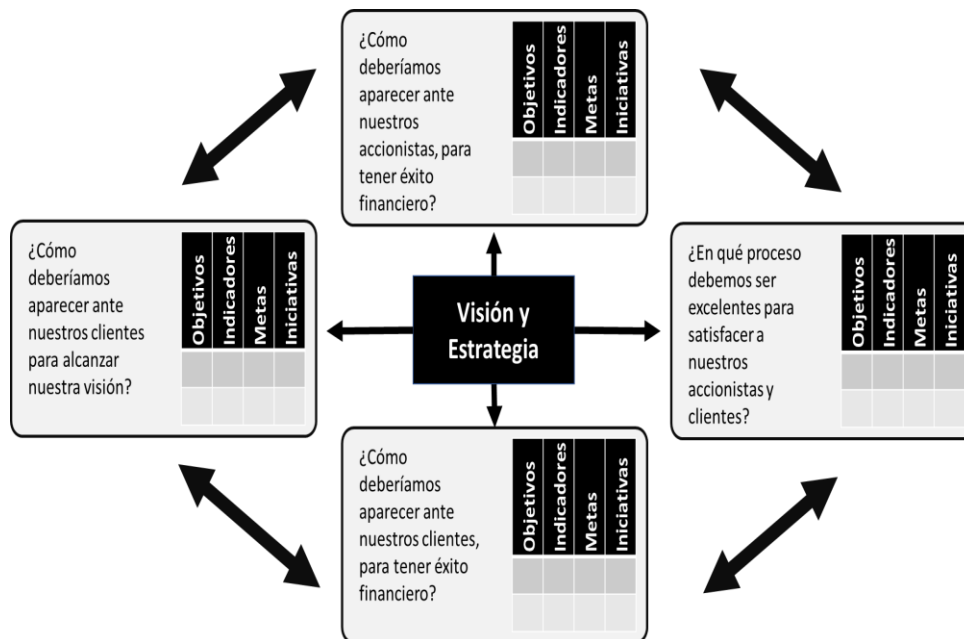 ¿Cómo
deberíamos
aparecer ante
nuestros
accionistas, para
tener éxito
financiero?
Objetivos
Indicadores
Metas
Iniciativas
¿Cómo
deberíamos
aparecer ante
nuestros clientes
para alcanzar
nuestra visión?
Objetivos
Indicadores
Metas
Iniciativas
Visión y
Estrategia
¿En qué proceso
debemos ser
excelentes para
satisfacer a
nuestros
accionistas y
clientes?
Objetivos
Indicadores
Metas
Iniciativas
¿Cómo
deberíamos
aparecer ante
nuestros clientes,
para tener éxito
financiero?
Objetivos
Indicadores
Metas
Iniciativas